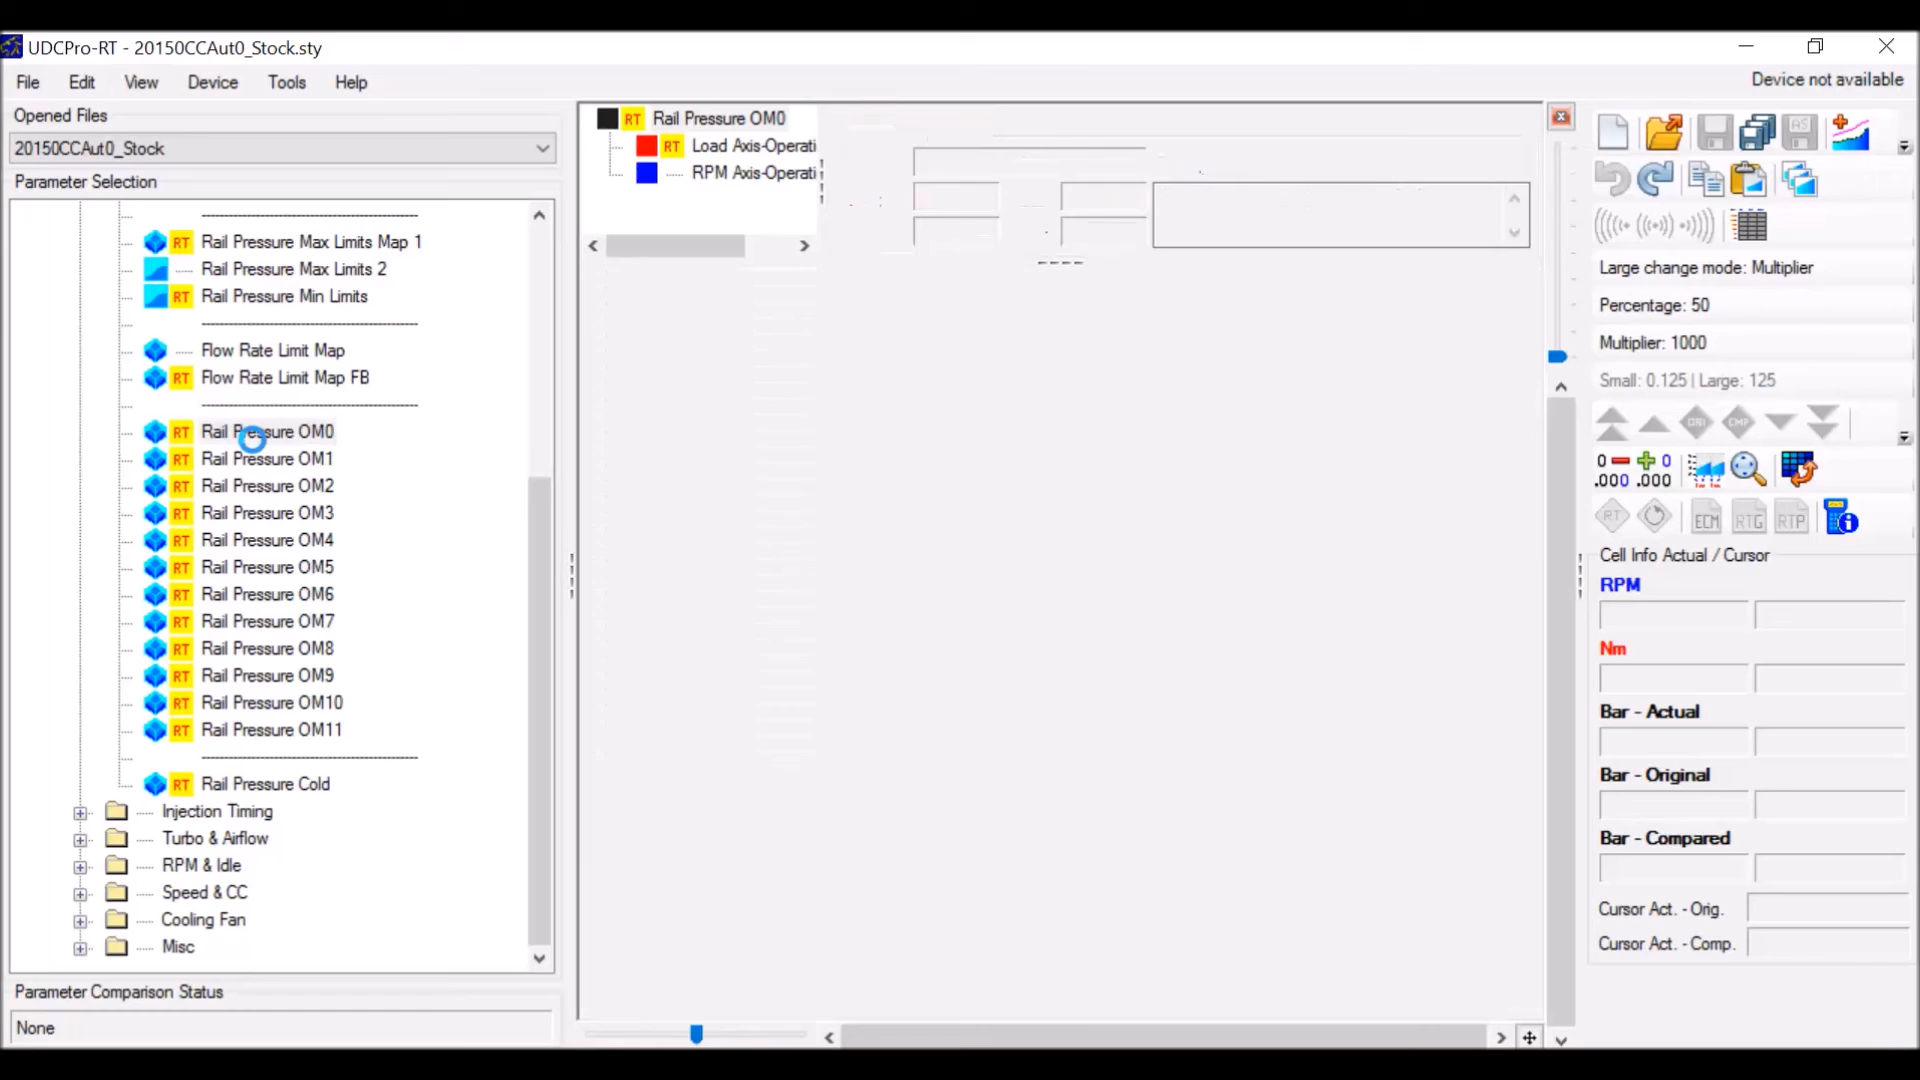 UDCPro-RT - 20150CCAut0_Stock.sty
File Edit View Device Tools Help
Device not available
Opened Files
20150CCAut0_Stock
Parameter Selection
Rail Pressure Max Limits Map 1
Rail Pressure Max Limits 2
Rail Pressure Min Limits
Flow Rate Limit Map
Flow Rate Limit Map FB
RT Rail Pressure OM0
RT Rail Pressure OM1
RT Rail Pressure OM2
RT Rail Pressure OM3
RT Rail Pressure OM4
RT Rail Pressure OM5
RT Rail Pressure OM6
RT Rail Pressure OM7
RT Rail Pressure OM8
RT Rail Pressure OM9
RT Rail Pressure OM10
RT Rail Pressure OM11
RT Rail Pressure Cold
Injection Timing
Turbo & Airflow
RPM & Idle
Speed & CC
Cooling Fan
Misc
Parameter Comparison Status
None
RT Rail Pressure OM0
RT Load Axis-Operati
RPM Axis-Operati
AS
Large change mode: Multiplier
Percentage: 50
Multiplier: 1000
Small: 0.125 | Large: 125
ORI CMP
0 0
.000 .000
RT ECM RTG RTP
Cell Info Actual / Cursor
RPM
Nm
Bar - Actual
Bar - Original
Bar - Compared
Cursor Act. - Orig.
Cursor Act. - Comp.